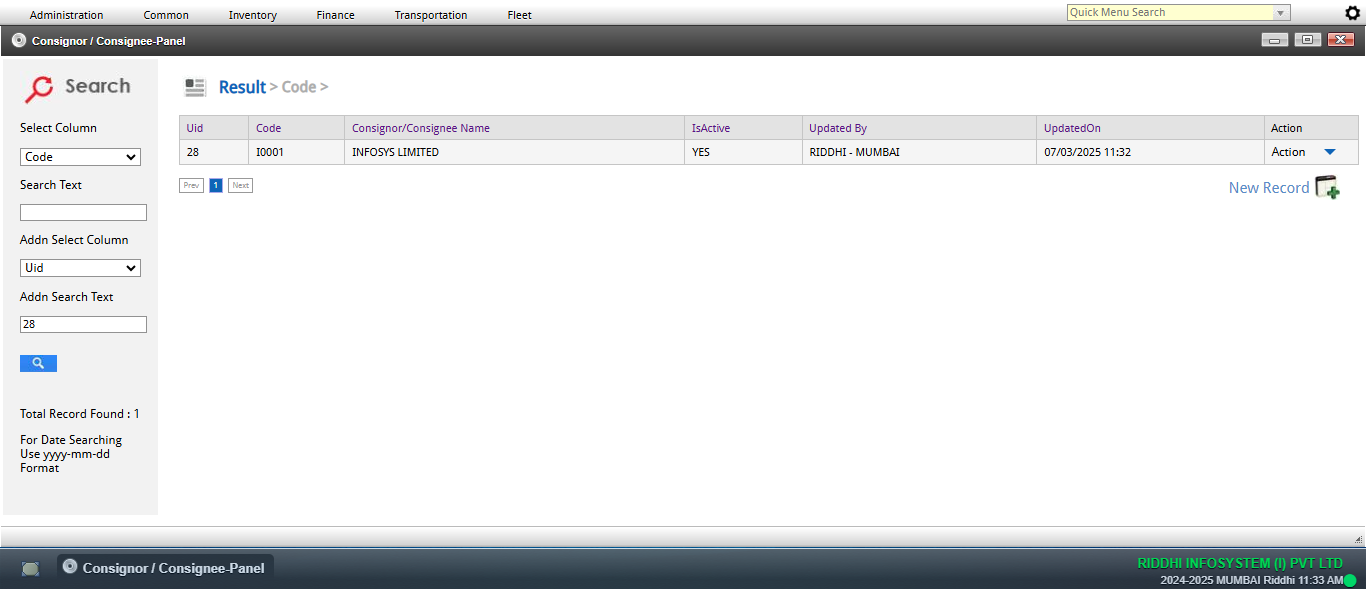 Administration Common Inventory Finance Transportation Fleet Quick Menu Search
Consignor / Consignee-Panel
Search
Select Column
Code
Search Text
Addn Select Column
Uid
Addn Search Text
28
Total Record Found : 1
For Date Searching
Use yyyy-mm-dd
Format
Result > Code >
Uid Code Consignor/Consignee Name IsActive Updated By UpdatedOn Action
28 I0001 INFOSYS LIMITED YES RIDDHI - MUMBAI 07/03/2025 11:32 Action
Prev 1 Next
New Record
Consignor / Consignee-Panel
RIDDHI INFOSYSTEM (I) PVT LTD
2024-2025 MUMBAI Riddhi 11:33 AM